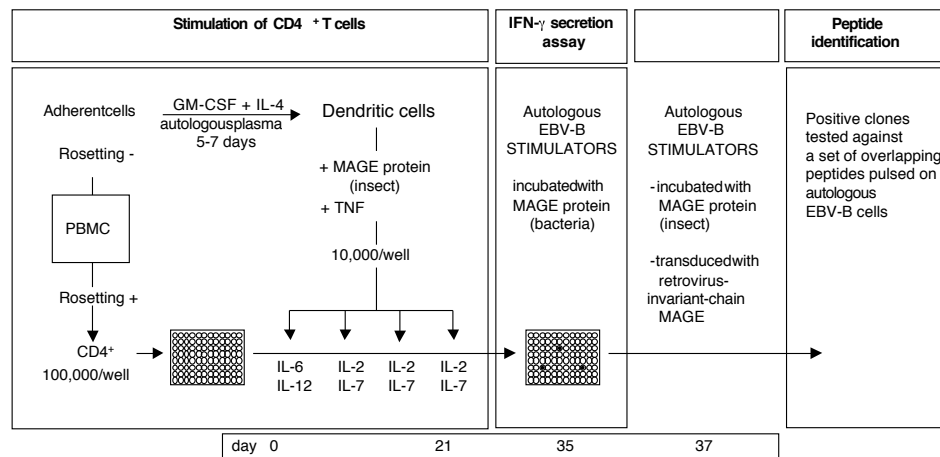 Stimulation of CD4 + T cells
IFN-γ secretion
assay
Peptide
identification
Adherentcells
GM-CSF + IL-4
autologousplasma
5-7 days
Dendritic cells
Rosetting -
+ MAGE protein
(insect)
+ TNF
PBMC
10,000/well
Rosetting +
CD4+
100,000/well
IL-6
IL-12
IL-2
IL-7
IL-2
IL-7
IL-2
IL-7
Autologous
EBV-B
STIMULATORS
incubatedwith
MAGE protein
(bacteria)
Autologous
EBV-B
STIMULATORS
-incubated with
MAGE protein
(insect)
-transduced with
retrovirus-
invariant-chain
MAGE
Positive clones
tested against
a set of overlapping
peptides pulsed on
autologous
EBV-B cells
day 0 21 35 37